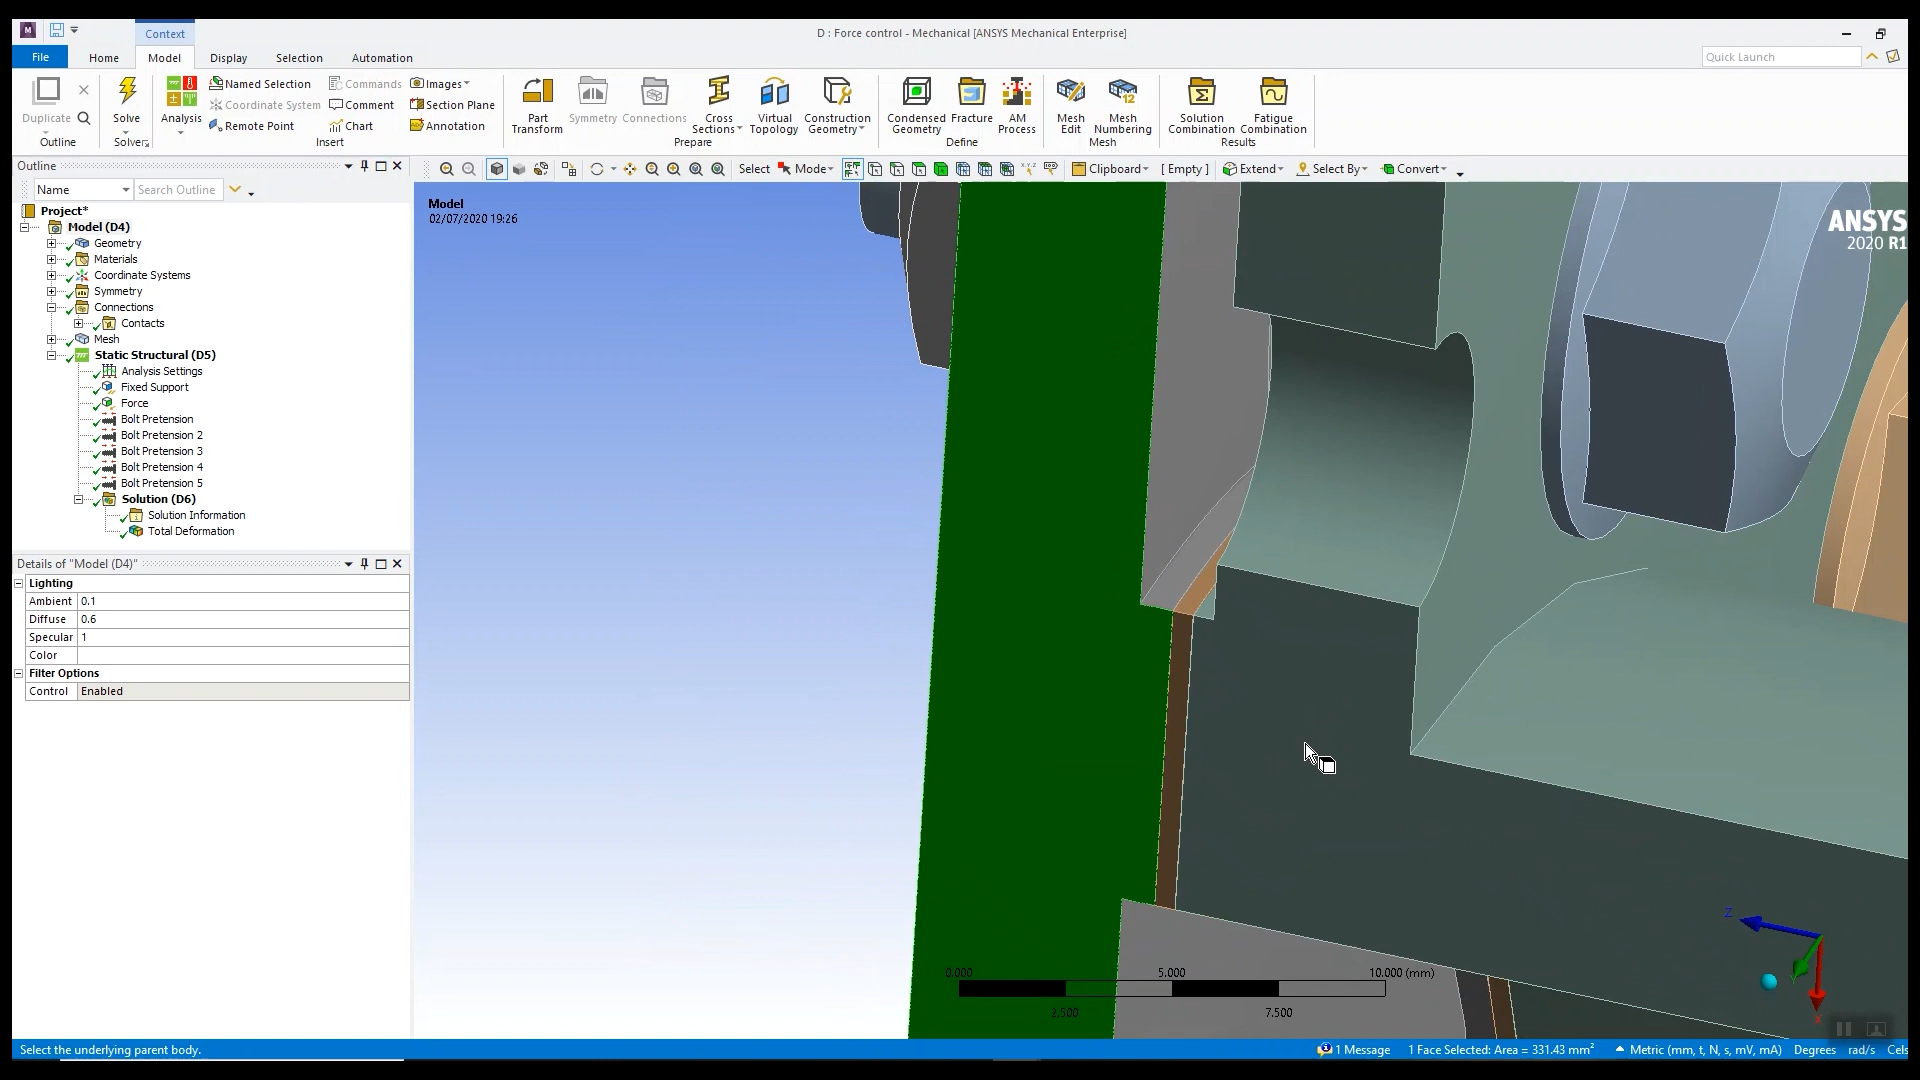 M
Context
D : Force control - Mechanical [ANSYS Mechanical Enterprise]
File
Home
Model
Display
Selection
Automation
Quick Launch
Duplicate
Outline
Solve
Solver
Analysis
Named Selection
Coordinate System
Remote Point
Commands
Comment
Chart
Images
Section Plane
Annotation
Insert
Part
Transform
Symmetry
Connections
Cross
Sections
Virtual
Topology
Construction
Geometry
Prepare
Condensed
Geometry
Fracture
AM
Process
Define
Mesh
Edit
Mesh
Numbering
Mesh
Solution
Combination
Fatigue
Combination
Results
Outline
Select
Mode
Clipboard
[ Empty ]
Extend
Select By
Convert
Name
Search Outline
Project*
Model (D4)
Geometry
Materials
Coordinate Systems
Symmetry
Connections
Contacts
Mesh
Static Structural (D5)
Analysis Settings
Fixed Support
Force
Bolt Pretension
Bolt Pretension 2
Bolt Pretension 3
Bolt Pretension 4
Bolt Pretension 5
Solution (D6)
Solution Information
Total Deformation
Details of "Model (D4)"
Lighting
Ambient 0.1
Diffuse 0.6
Specular 1
Color
Filter Options
Control Enabled
Model
02/07/2020 19:26
ANSYS
2020 R1
Z
X
0.000 5.000 10.000 (mm)
2.500 7.500
Select the underlying parent body.
1 Message
1 Face Selected: Area = 331.43 mm²
Metric (mm, t, N, s, mV, mA)
Degrees
rad/s
Cels